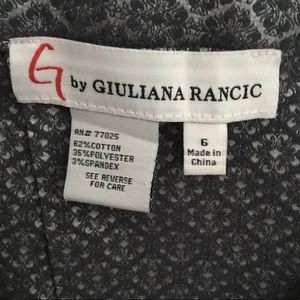 G by GIULIANA RANCIC
RN# 77025
62%COTTON
35%POLYESTER
3%SPANDEX
SEE REVERSE
FOR CARE
6
Made in
China